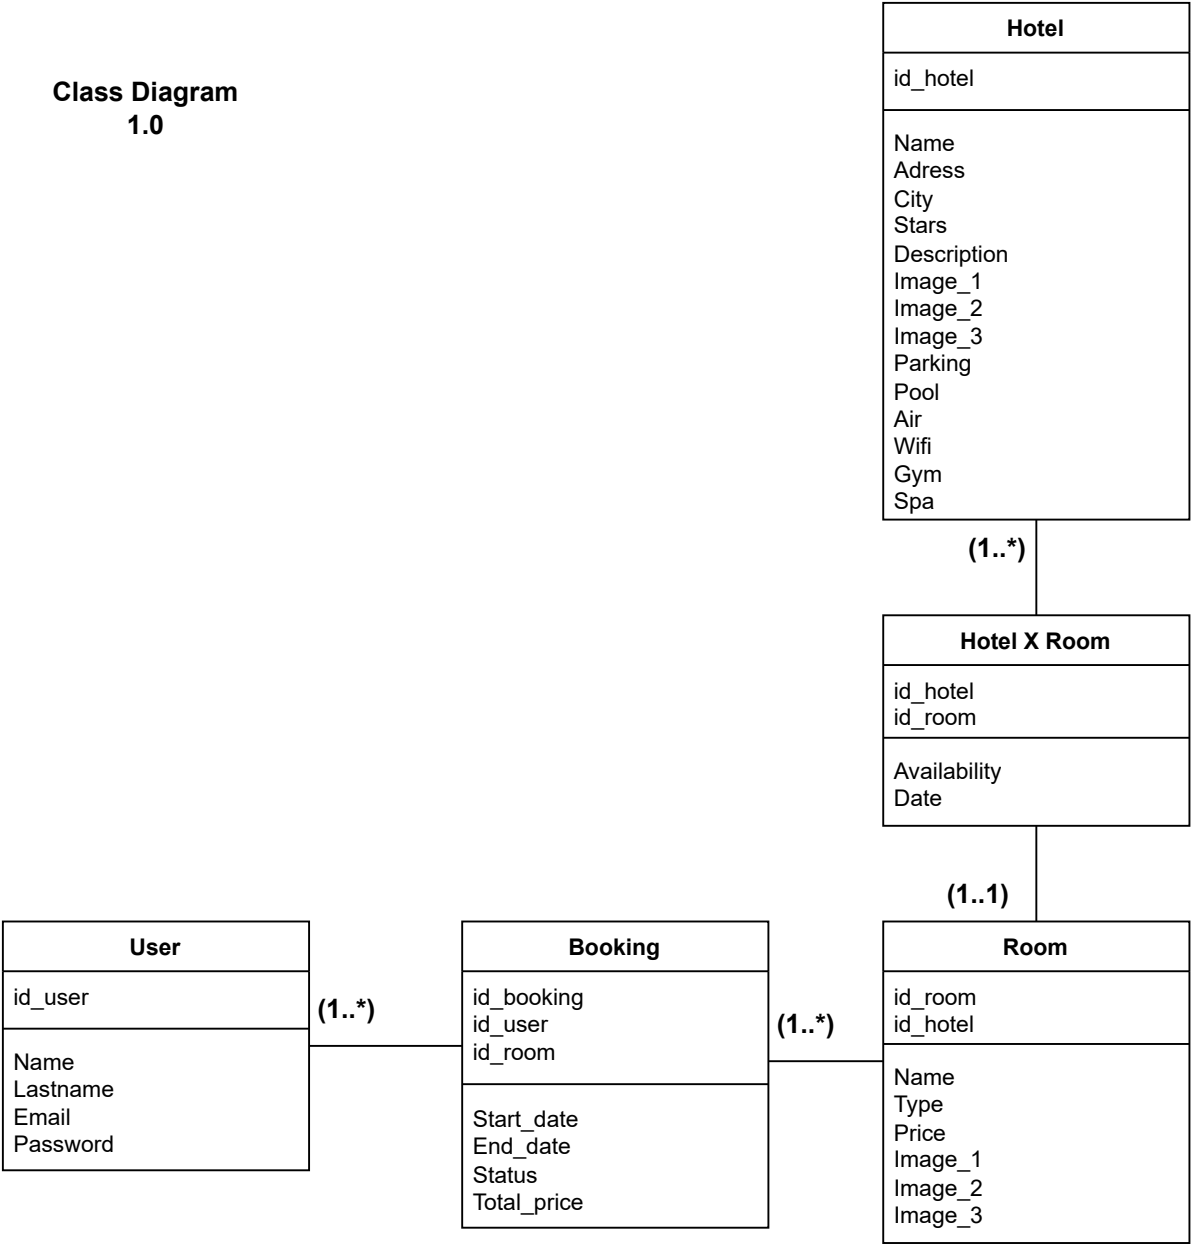 Class Diagram
1.0
Hotel
id_hotel
Name
Adress
City
Stars
Description
Image_1
Image_2
Image_3
Parking
Pool
Air
Wifi
Gym
Spa
(1..*)
Hotel X Room
id_hotel
id_room
Availability
Date
(1..1)
User
id_user
Name
Lastname
Email
Password
(1..*)
Booking
id_booking
id_user
id_room
Start_date
End_date
Status
Total_price
(1..*)
Room
id_room
id_hotel
Name
Type
Price
Image_1
Image_2
Image_3